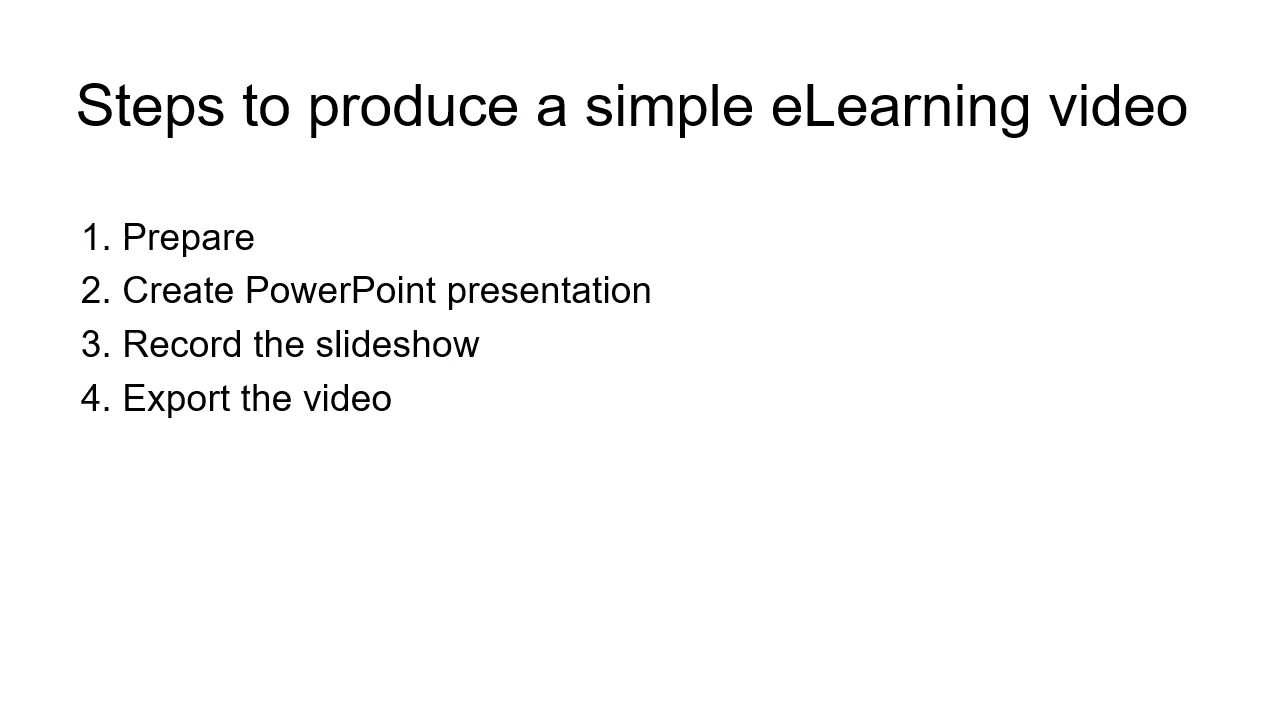 Steps to produce a simple eLearning video
1. Prepare
2. Create PowerPoint presentation
3. Record the slideshow
4. Export the video